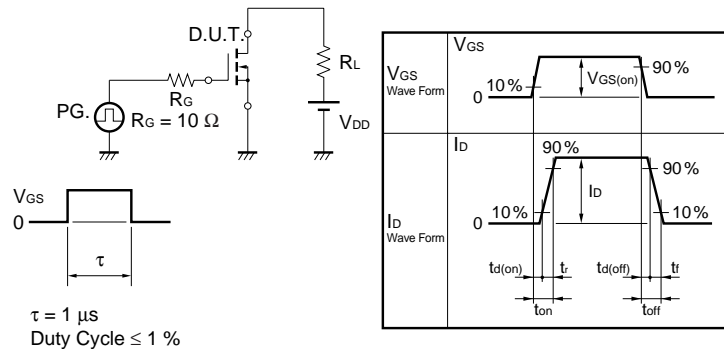 D.U.T.
RL
RG
PG.
RG = 10 Ω
VDD
VGS
0
τ
τ = 1 μs
Duty Cycle ≤ 1 %
VGS
Wave Form
VGS
10 %
0
VGS(on)
90 %
ID
Wave Form
ID
90 %
90 %
10 %
0
ID
10 %
td(on)
tr
td(off)
tf
ton
toff